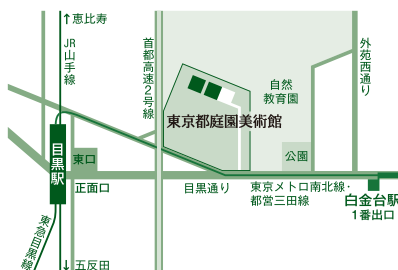 ↑恵比寿
JR山手線
首都高速2号線
外苑西通り
自然
教育園
東京都庭園美術館
目黒駅
東口
公園
正面口
目黒通り
東京メトロ南北線・
都営三田線
白金台駅
1番出口
東急目黒線
↓五反田